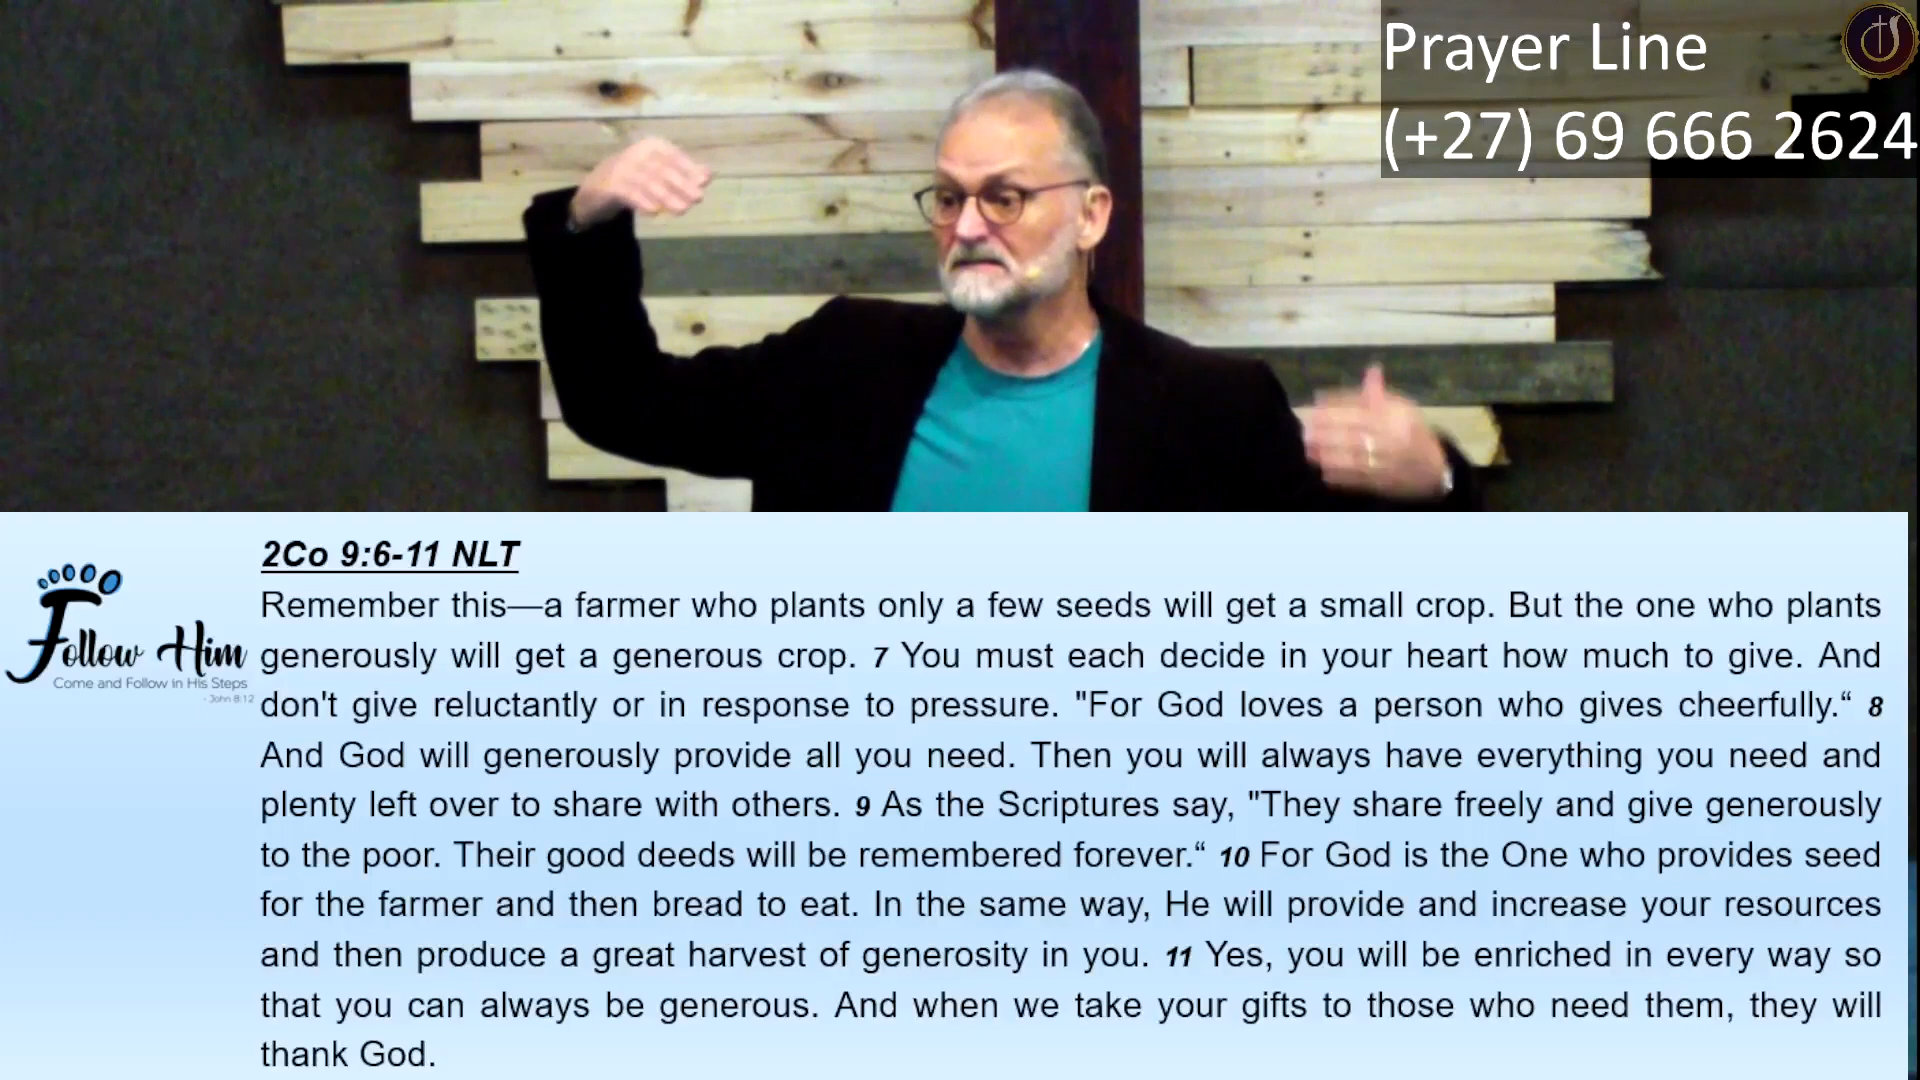 Prayer Line
(+27) 69 666 2624
2Co 9:6-11 NLT
Remember this—a farmer who plants only a few seeds will get a small crop. But the one who plants
generously will get a generous crop. 7 You must each decide in your heart how much to give. And
don't give reluctantly or in response to pressure. "For God loves a person who gives cheerfully.“ 8
And God will generously provide all you need. Then you will always have everything you need and
plenty left over to share with others. 9 As the Scriptures say, "They share freely and give generously
to the poor. Their good deeds will be remembered forever.“ 10 For God is the One who provides seed
for the farmer and then bread to eat. In the same way, He will provide and increase your resources
and then produce a great harvest of generosity in you. 11 Yes, you will be enriched in every way so
that you can always be generous. And when we take your gifts to those who need them, they will
thank God.
Follow Him
Come and Follow in His Steps
- John 8:12